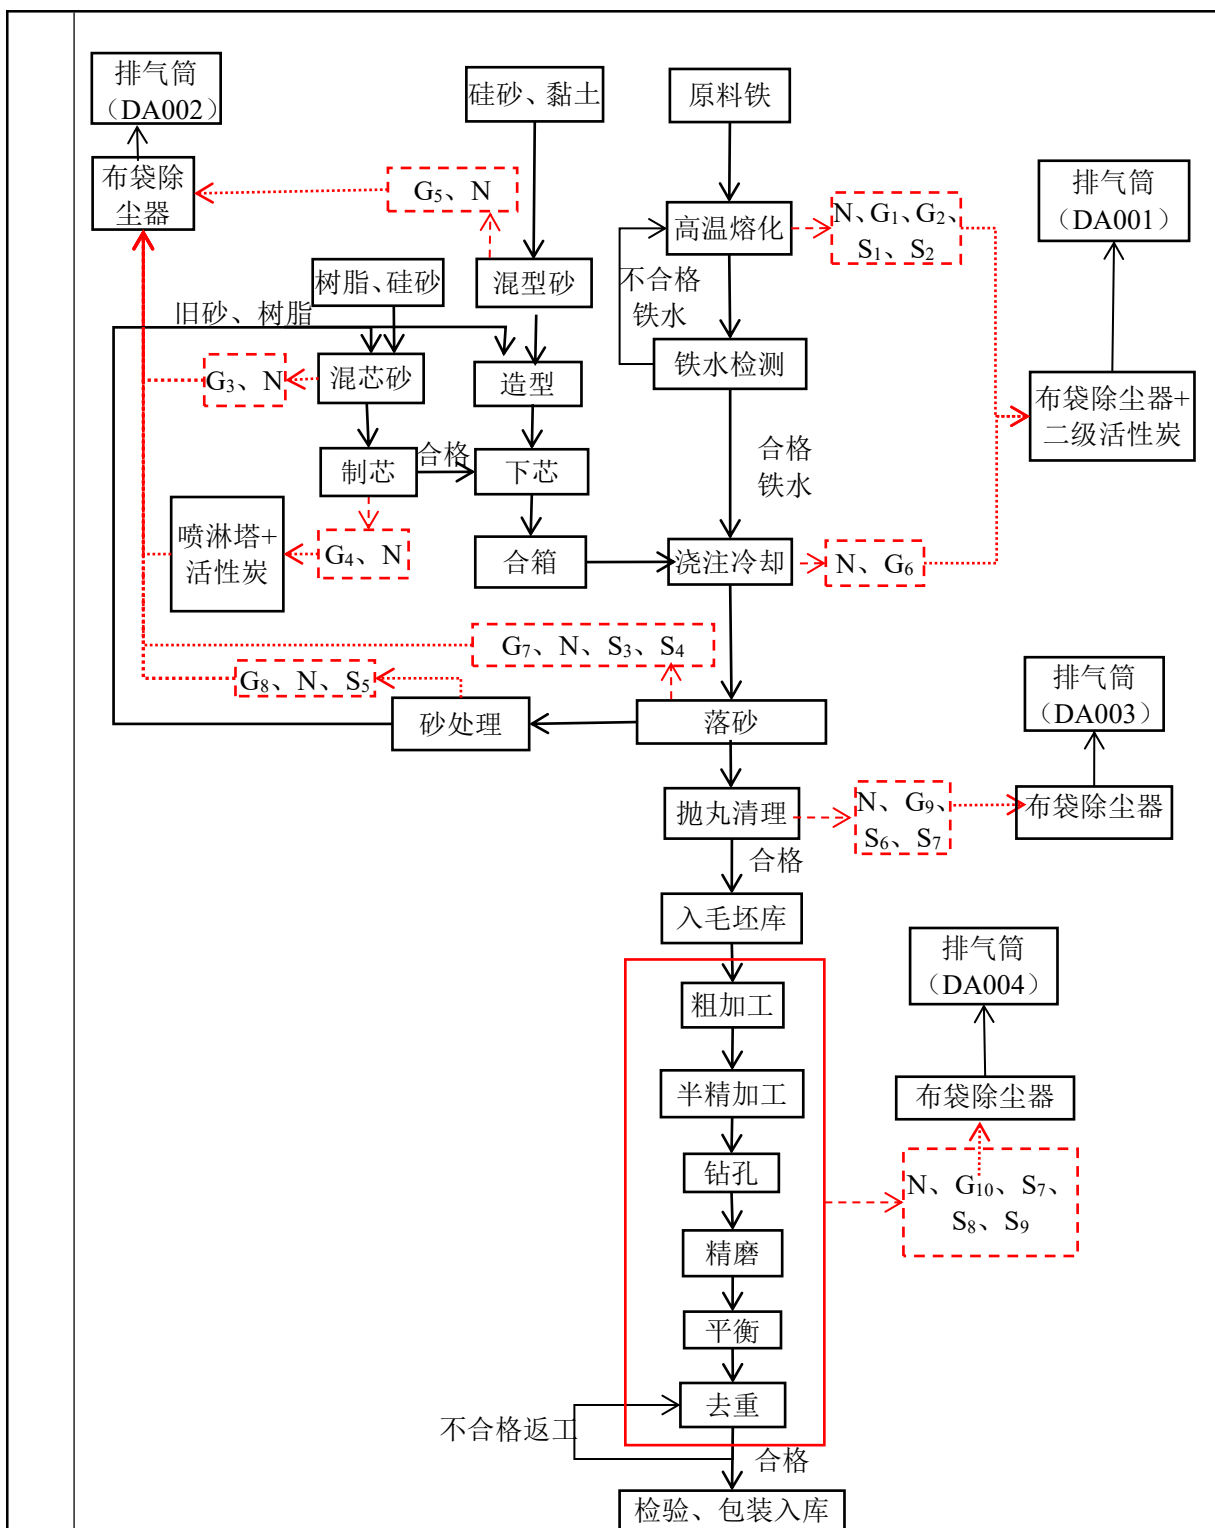 排气筒
（DA002）
硅砂、黏土
原料铁
布袋除
尘器
G5、N
排气筒
（DA001）
高温熔化
N、G1、G2、
S1、S2
树脂、硅砂
混型砂
不合格
铁水
旧砂、树脂
G3、N
混芯砂
造型
铁水检测
布袋除尘器+
二级活性炭
制芯
合格
下芯
合格
铁水
喷淋塔+
活性炭
G4、N
合箱
浇注冷却
N、G6
G7、N、S3、S4
G8、N、S5
排气筒
（DA003）
砂处理
落砂
抛丸清理
N、G9、
S6、S7
布袋除尘器
合格
入毛坯库
排气筒
（DA004）
粗加工
半精加工
布袋除尘器
钻孔
N、G10、S7、
S8、S9
精磨
平衡
去重
不合格返工
合格
检验、包装入库